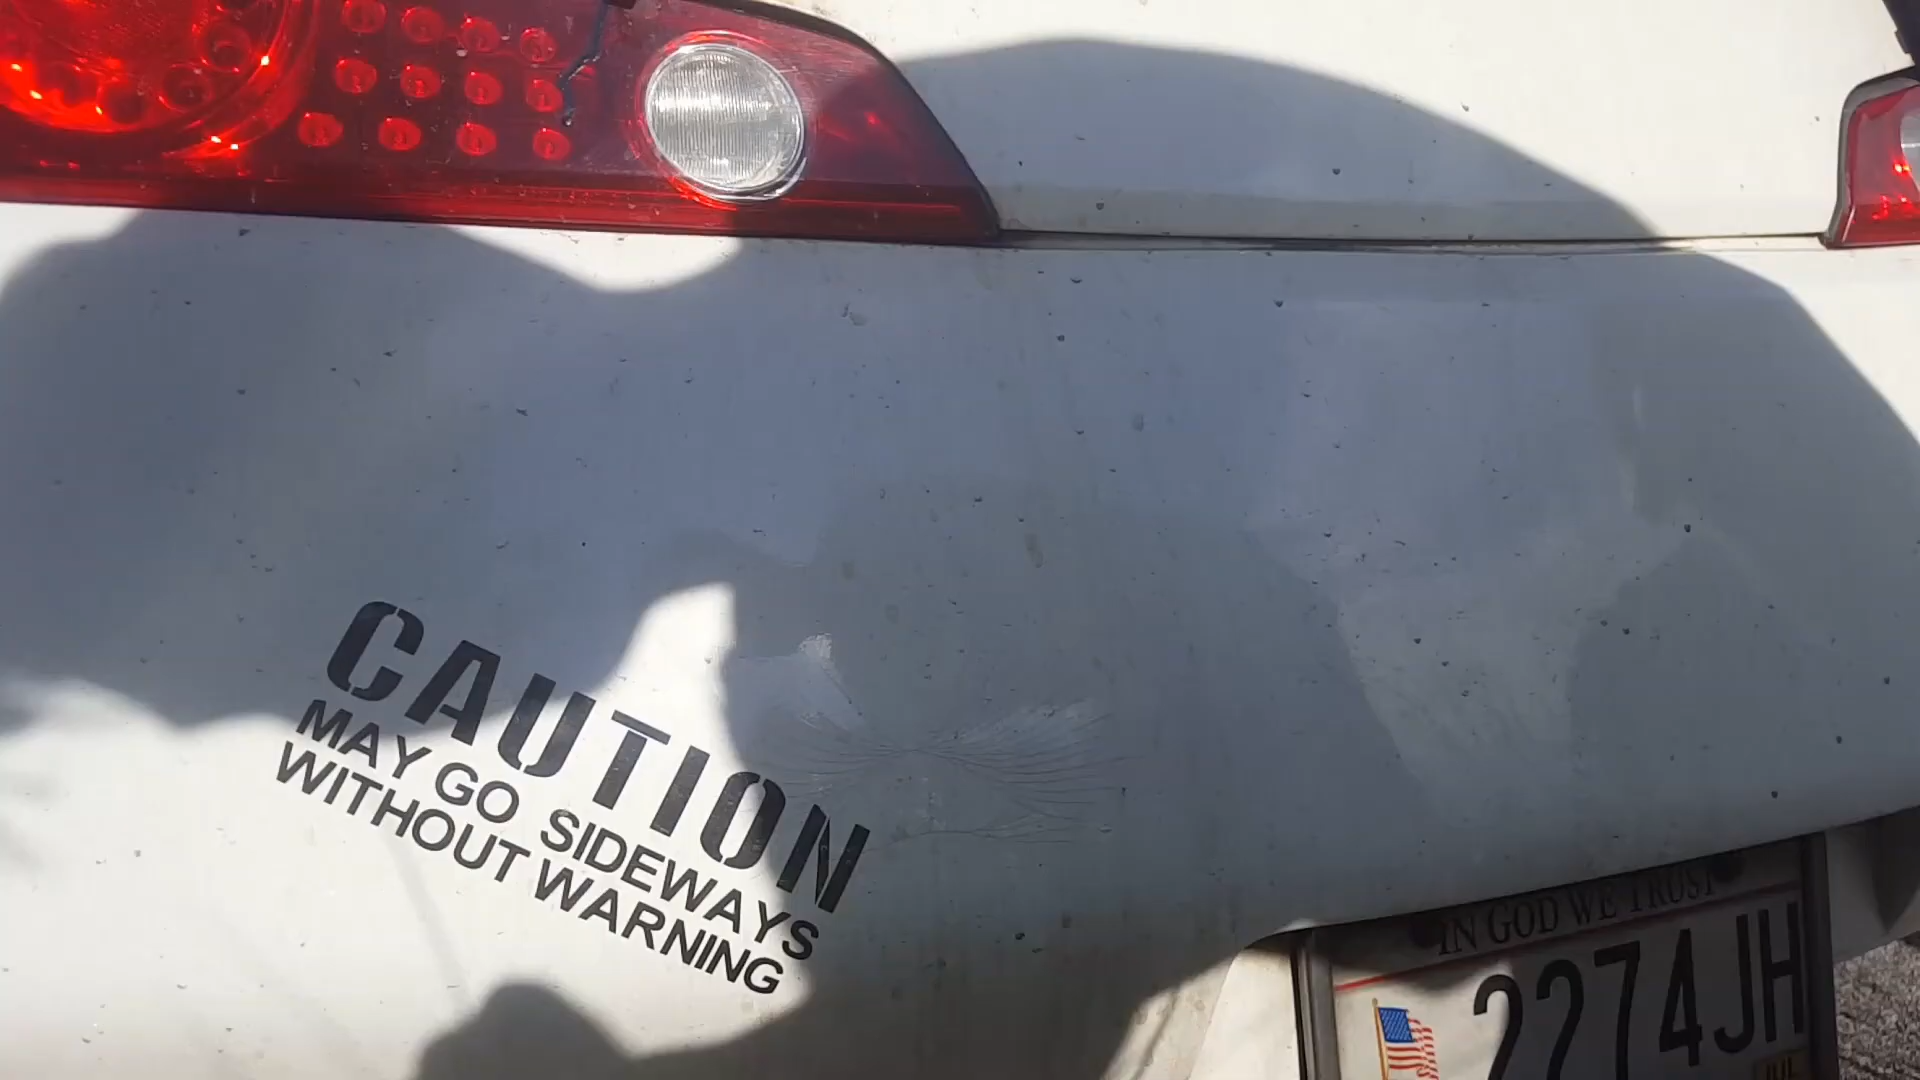 CAUTION
MAY GO SIDEWAYS
WITHOUT WARNING
IN GOD WE TRUST
2274JH